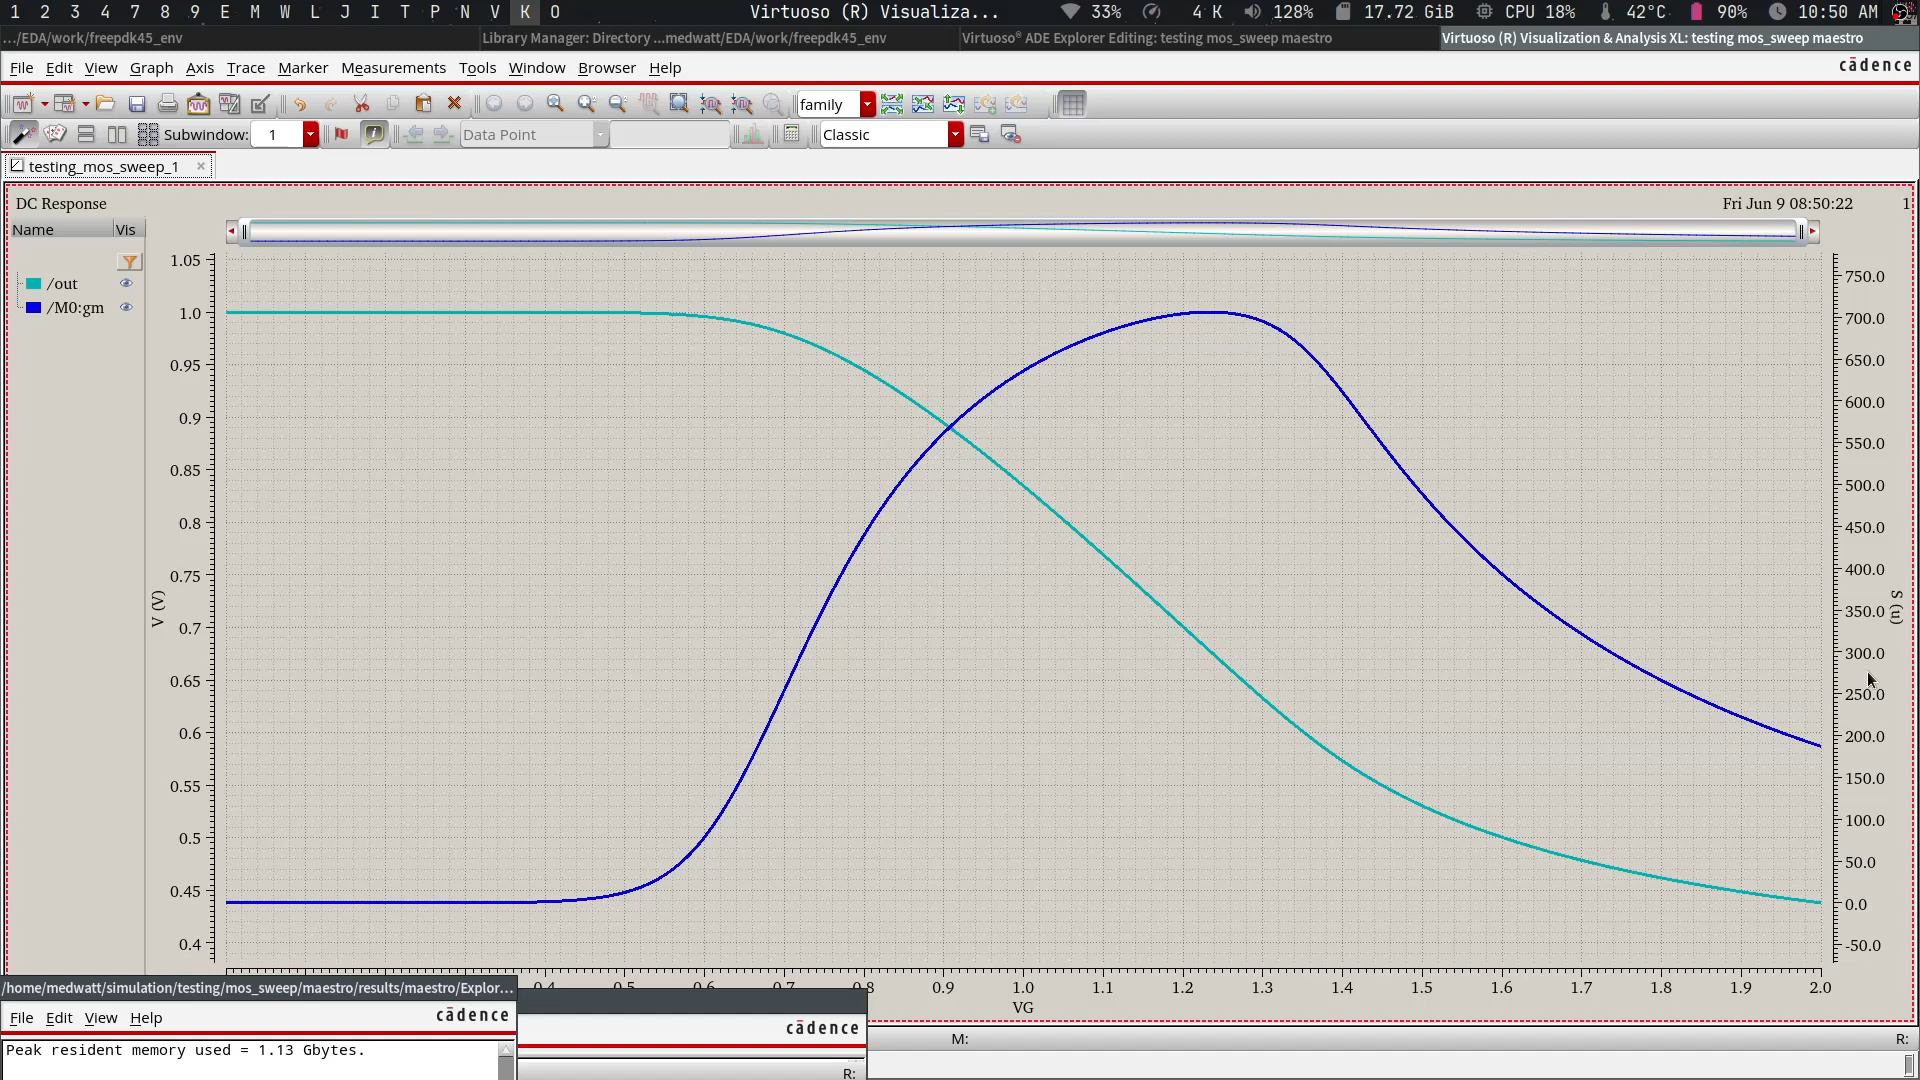 1 2 3 4 7 8 9 E M W L J I T P N V K O Virtuoso (R) Visualiza... 33% 4 K 128% 17.72 GiB CPU 18% 42°C 90% 10:50 AM
.../EDA/work/freepdk45_env Library Manager: Directory ...medwatt/EDA/work/freepdk45_env Virtuoso® ADE Explorer Editing: testing mos_sweep maestro Virtuoso (R) Visualization & Analysis XL: testing mos_sweep maestro
File Edit View Graph Axis Trace Marker Measurements Tools Window Browser Help cādence
family
Subwindow: 1 Data Point Classic
testing_mos_sweep_1
DC Response Fri Jun 9 08:50:22 1
Name Vis
/out
/M0:gm
1.05
1.0
0.95
0.9
0.85
0.8
0.75
0.7
0.65
0.6
0.55
0.5
0.45
0.4
V (V)
750.0
700.0
650.0
600.0
550.0
500.0
450.0
400.0
350.0
300.0
250.0
200.0
150.0
100.0
50.0
0.0
-50.0
S (u)
0.4 0.5 0.6 0.7 0.8 0.9 1.0 1.1 1.2 1.3 1.4 1.5 1.6 1.7 1.8 1.9 2.0
VG
/home/medwatt/simulation/testing/mos_sweep/maestro/results/maestro/Explor...
File Edit View Help cādence
Peak resident memory used = 1.13 Gbytes.
cādence
R:
M: R: